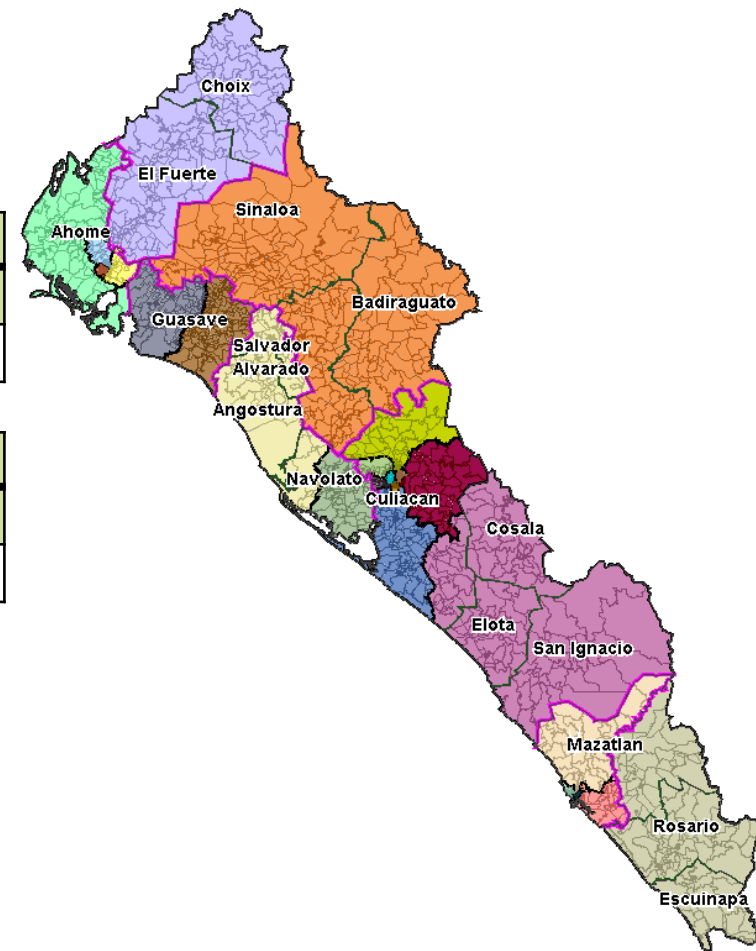 Choix
El Fuerte
Sinaloa
Ahome
Badiraguato
Guasave
Salvador
Alvarado
Angostura
Navolato
Culiacan
Cosala
Elota
San Ignacio
Mazatlan
Rosario
Escuinapa